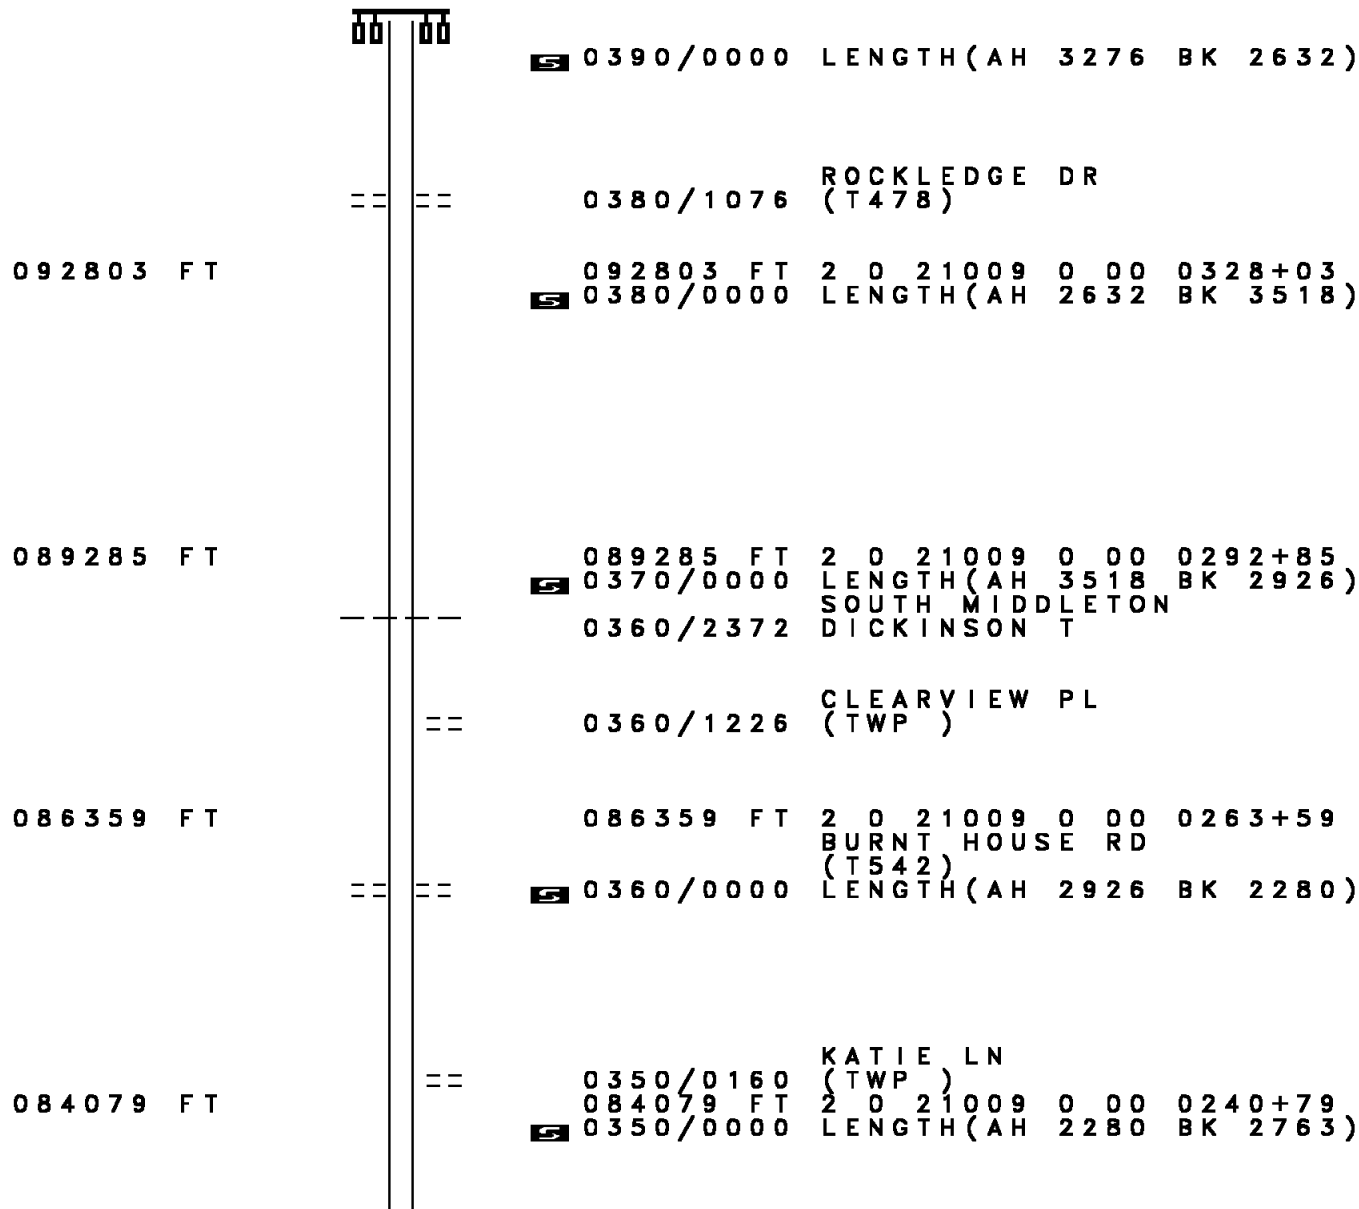 S 0390/0000 LENGTH(AH 3276 BK 2632)
ROCKLEDGE DR
0380/1076 (T478)
092803 FT 092803 FT 2 0 21009 0 00 0328+03
S 0380/0000 LENGTH(AH 2632 BK 3518)
089285 FT 089285 FT 2 0 21009 0 00 0292+85
S 0370/0000 LENGTH(AH 3518 BK 2926)
SOUTH MIDDLETON
0360/2372 DICKINSON T
CLEARVIEW PL
0360/1226 (TWP )
086359 FT 086359 FT 2 0 21009 0 00 0263+59
BURNT HOUSE RD
(T542)
S 0360/0000 LENGTH(AH 2926 BK 2280)
KATIE LN
0350/0160 (TWP )
084079 FT 084079 FT 2 0 21009 0 00 0240+79
S 0350/0000 LENGTH(AH 2280 BK 2763)